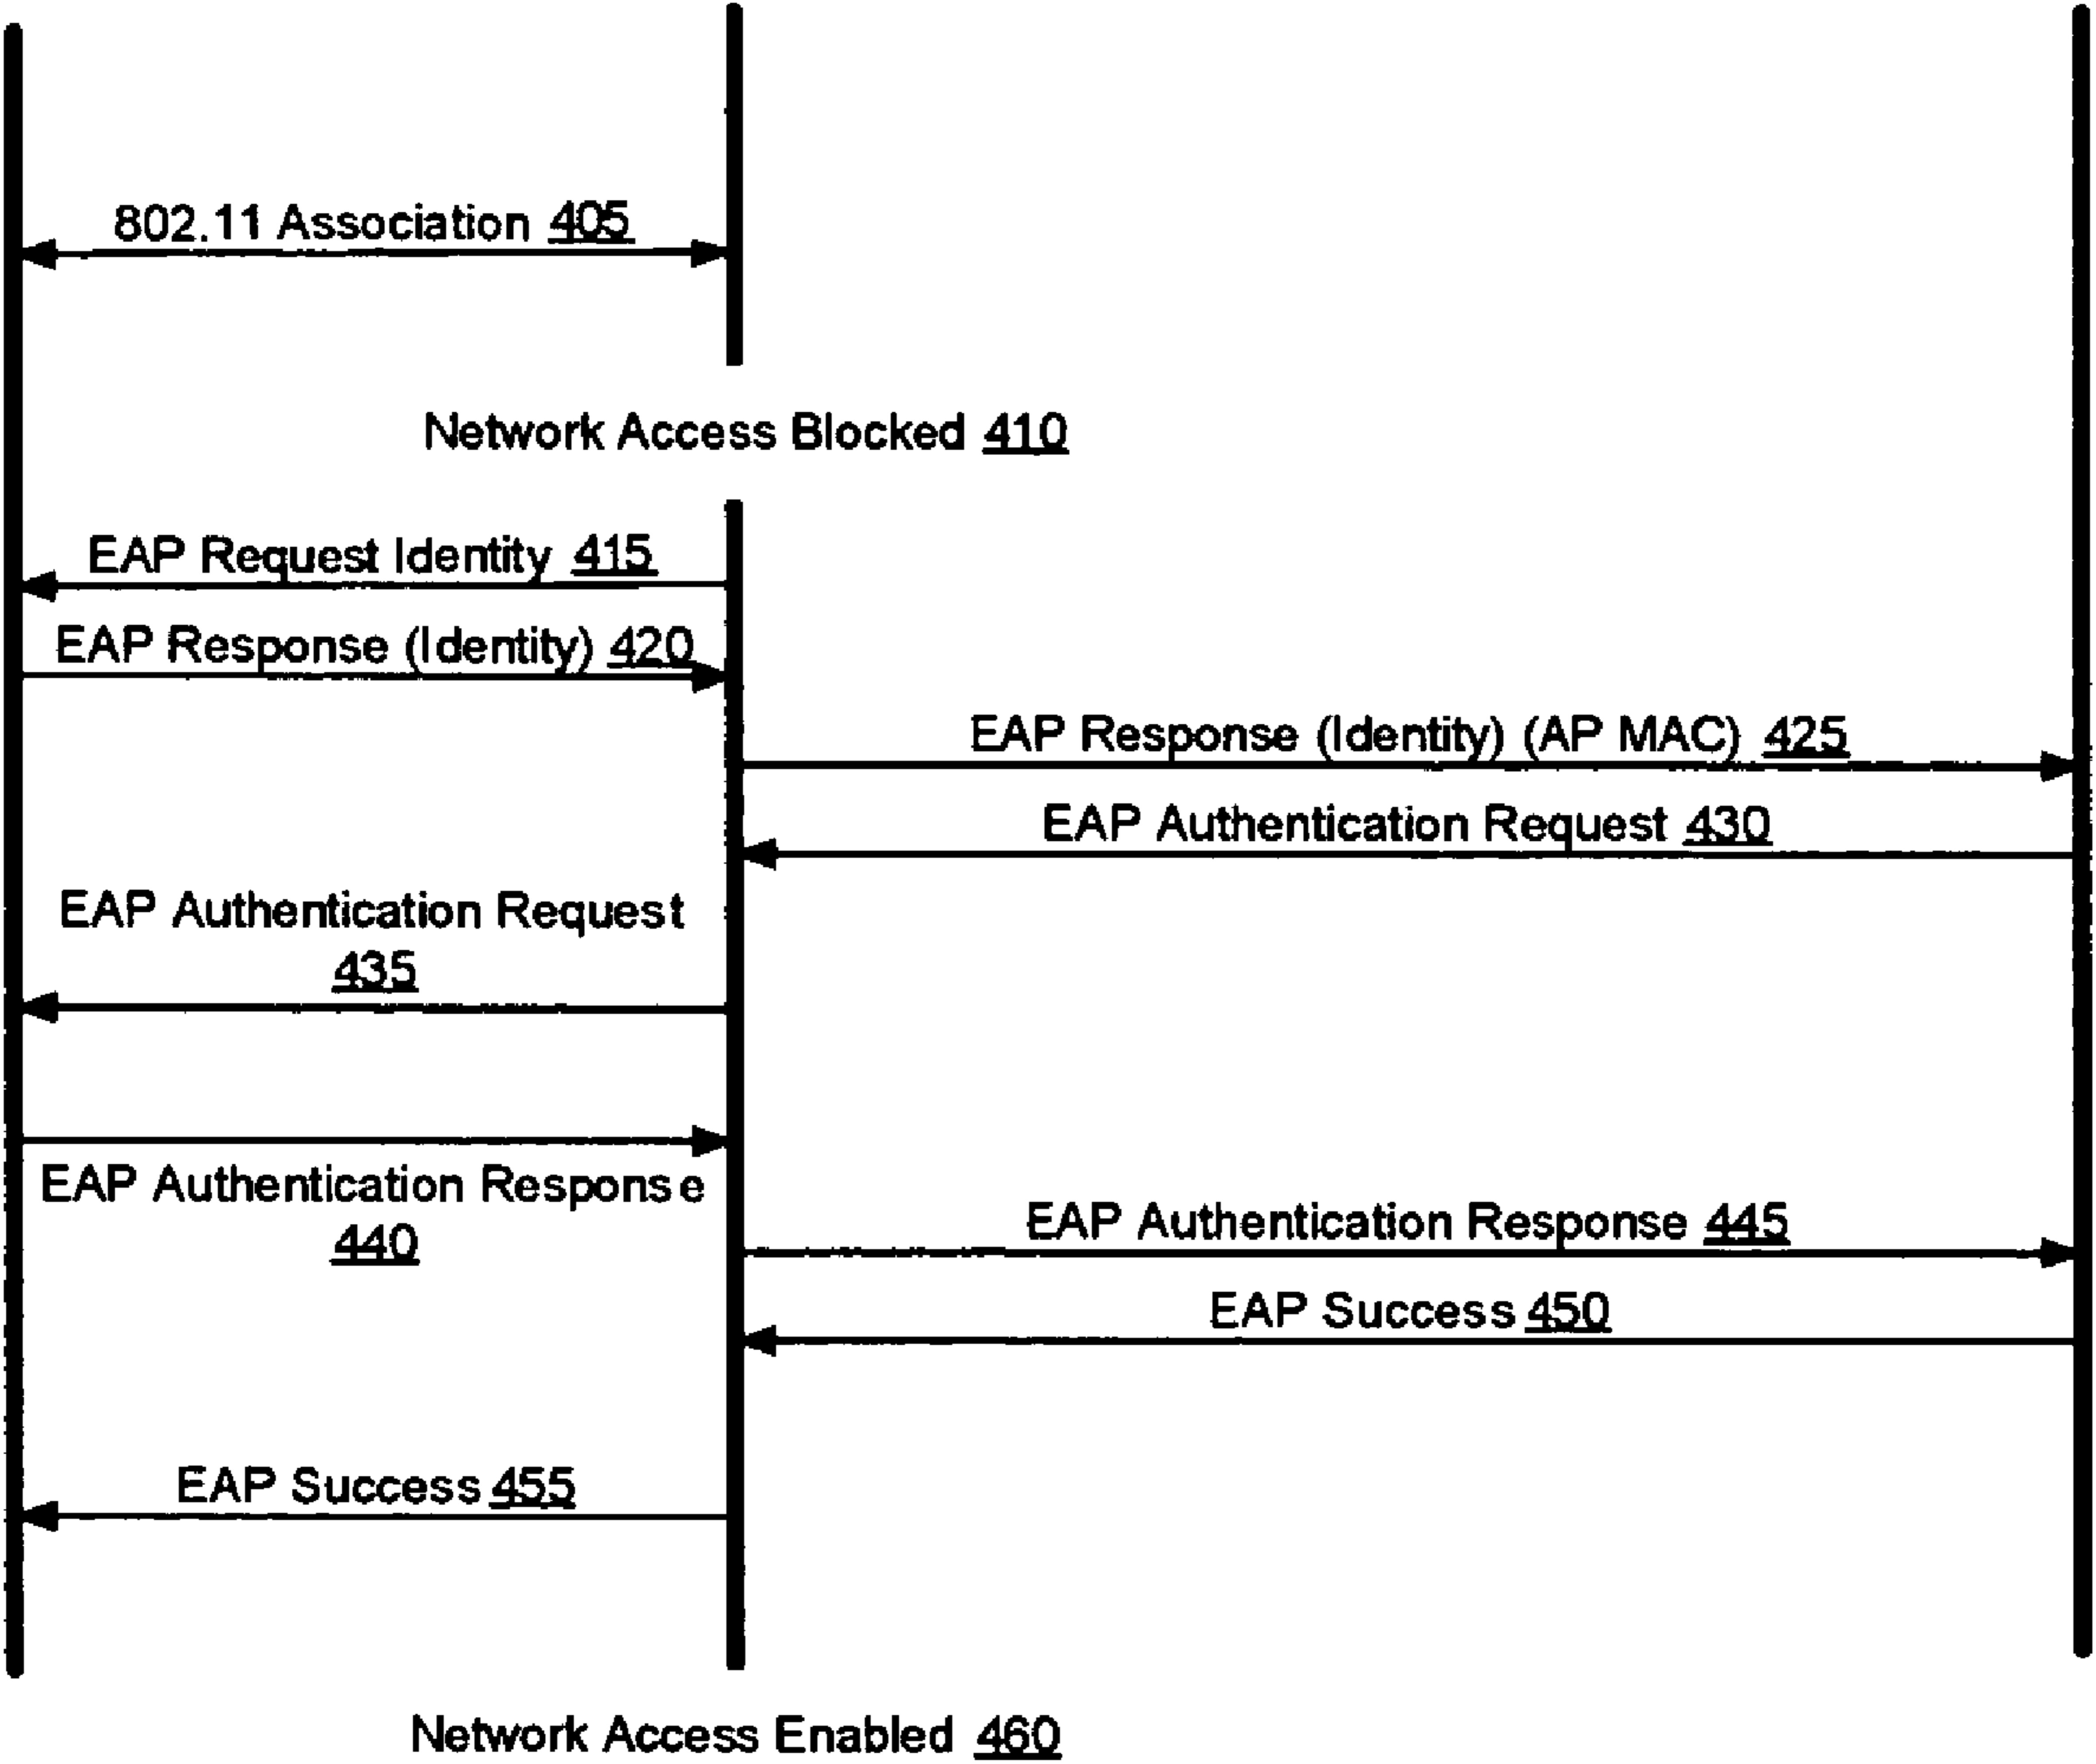 802.11 Association 405
Network Access Blocked 410
EAP Request Identity 415
EAP Response (Identity) 420
EAP Response (Identity) (AP MAC) 425
EAP Authentication Request 430
EAP Authentication Request
435
EAP Authentication Response
440
EAP Authentication Response 445
EAP Success 450
EAP Success 455
Network Access Enabled 460